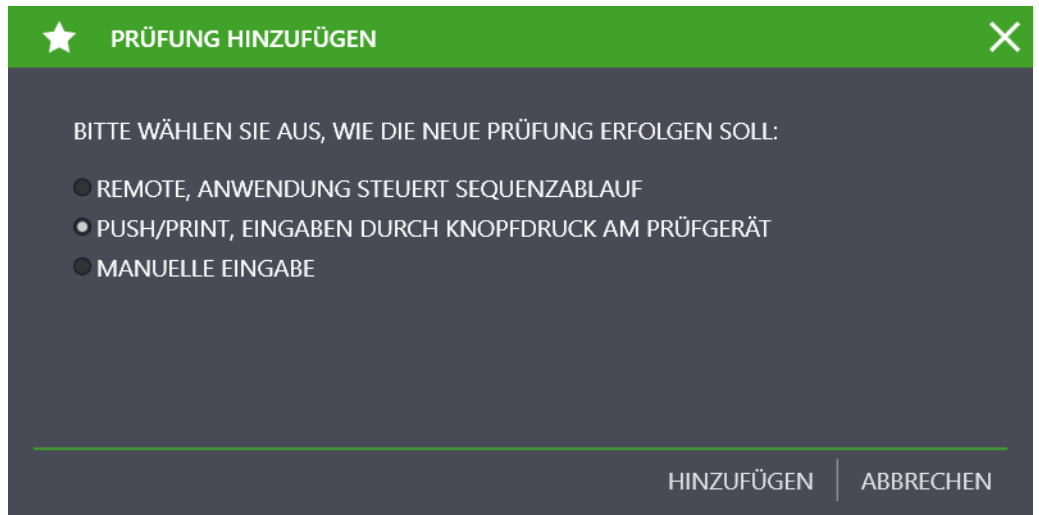 PRÜFUNG HINZUFÜGEN
BITTE WÄHLEN SIE AUS, WIE DIE NEUE PRÜFUNG ERFOLGEN SOLL:
REMOTE, ANWENDUNG STEUERT SEQUENZABLAUF
PUSH/PRINT, EINGABEN DURCH KNOPFDRUCK AM PRÜFGERÄT
MANUELLE EINGABE
HINZUFÜGEN ABBRECHEN